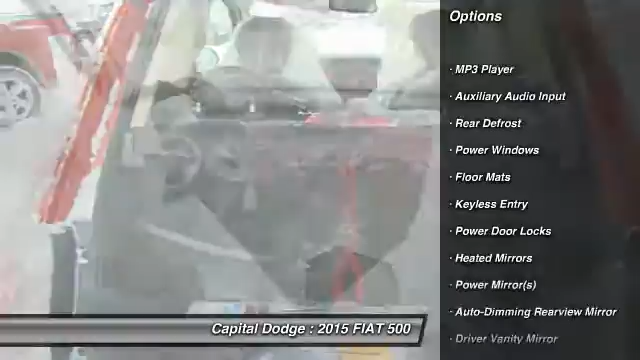 Options
· MP3 Player
· Auxiliary Audio Input
· Rear Defrost
· Power Windows
· Floor Mats
· Keyless Entry
· Power Door Locks
· Heated Mirrors
· Power Mirror(s)
· Auto-Dimming Rearview Mirror
· Driver Vanity Mirror
Capital Dodge : 2015 FIAT 500